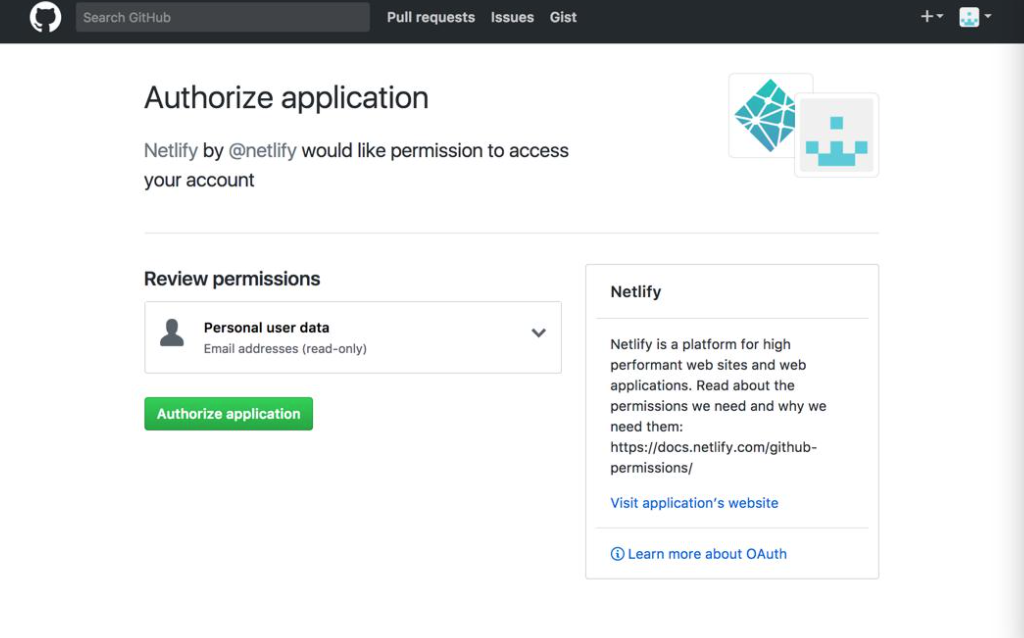 Search GitHub
Pull requests
Issues
Gist
Authorize application
Netlify by @netlify would like permission to access
your account
Review permissions
Personal user data
Email addresses (read-only)
Authorize application
Netlify
Netlify is a platform for high
performant web sites and web
applications. Read about the
permissions we need and why we
need them:
https://docs.netlify.com/github-
permissions/
Visit application's website
Learn more about OAuth